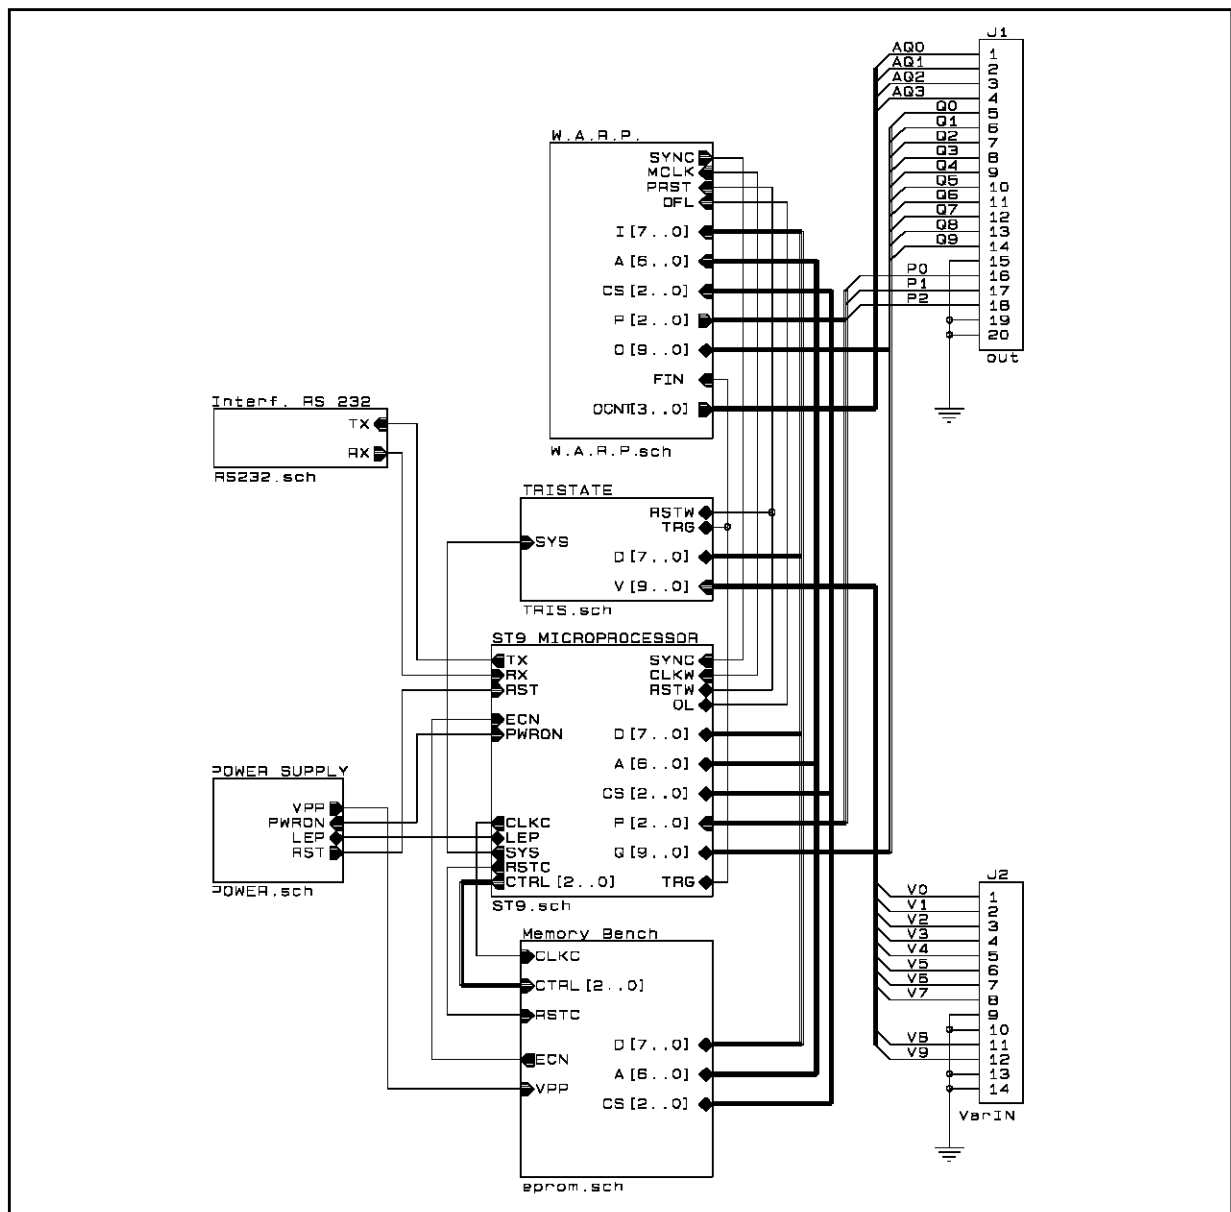 J1
AQ0 1
AQ1 2
AQ2 3
AQ3 4
Q0 5
Q1 6
Q2 7
Q3 8
Q4 9
Q5 10
Q6 11
Q7 12
Q8 13
Q9 14
15
P0 16
P1 17
P2 18
19
20
out
W.A.R.P.
SYNC
MCLK
PRST
OFL
I[7..0]
A[6..0]
CS[2..0]
P[2..0]
O[9..0]
FIN
OCNT[3..0]
W.A.R.P.sch
Interf. RS 232
TX
RX
RS232.sch
TRISTATE
RSTW
TRG
SYS
D[7..0]
V[9..0]
TRIS.sch
ST9 MICROPROCESSOR
TX SYNC
RX CLKW
RST RSTW
OL
ECN
PWRON D[7..0]
A[6..0]
CS[2..0]
CLKC P[2..0]
LEP
SYS Q[9..0]
RSTC
CTRL[2..0] TRG
ST9.sch
POWER SUPPLY
VPP
PWRON
LEP
RST
POWER.sch
Memory Bench
CLKC
CTRL[2..0]
RSTC
D[7..0]
ECN
A[6..0]
VPP
CS[2..0]
eprom.sch
J2
V0 1
V1 2
V2 3
V3 4
V4 5
V5 6
V6 7
V7 8
9
10
V8 11
V9 12
13
14
VarIN